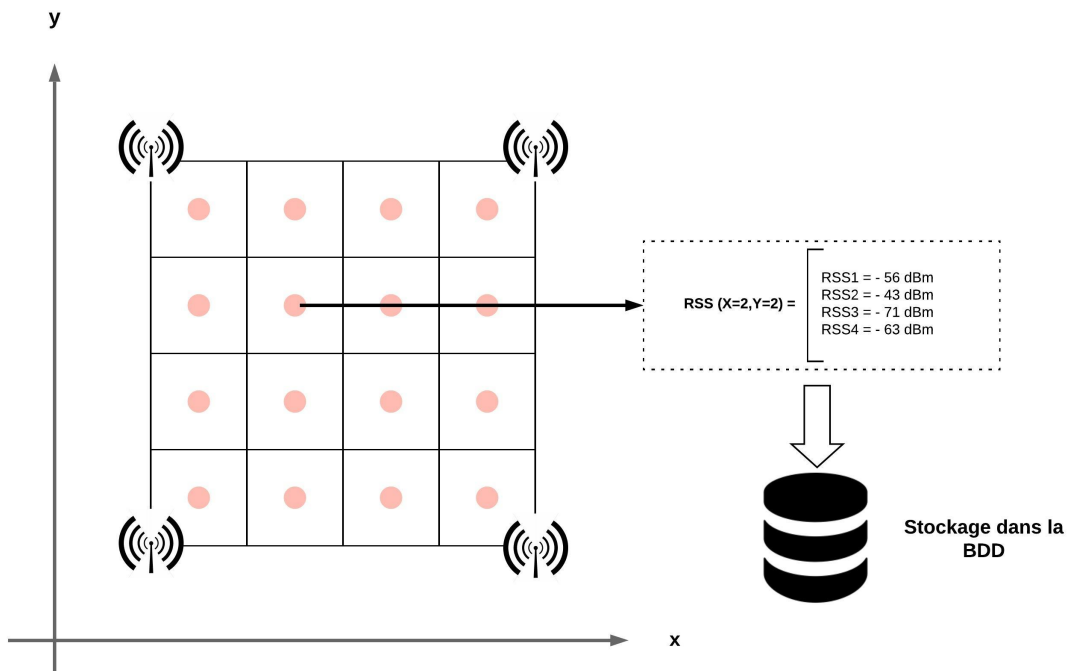 y
RSS (X=2,Y=2) =
RSS1 = - 56 dBm
RSS2 = - 43 dBm
RSS3 = - 71 dBm
RSS4 = - 63 dBm
Stockage dans la
BDD
x